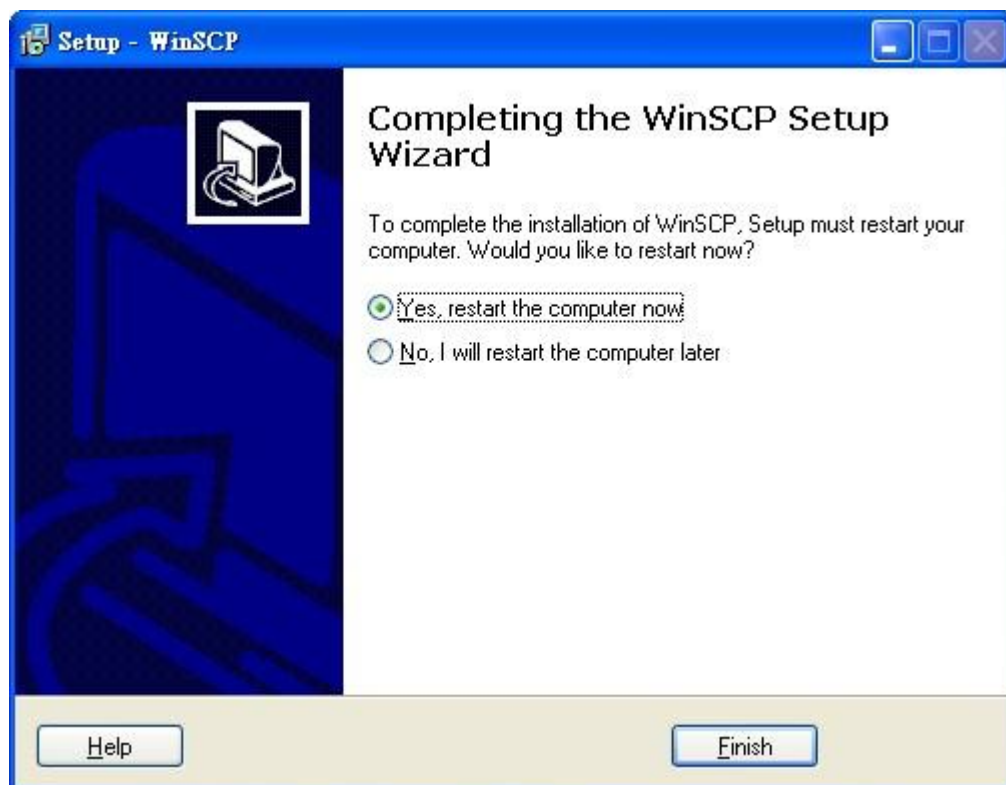 Setup - WinSCP
Completing the WinSCP Setup
Wizard
To complete the installation of WinSCP, Setup must restart your
computer. Would you like to restart now?
Yes, restart the computer now
No, I will restart the computer later
Help
Finish